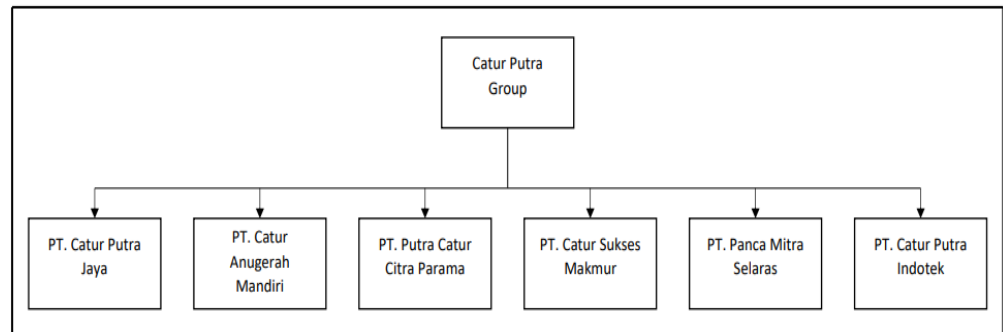 Catur Putra
Group
PT. Catur Putra
Jaya
PT. Catur
Anugerah
Mandiri
PT. Putra Catur
Citra Parama
PT. Catur Sukses
Makmur
PT. Panca Mitra
Selaras
PT. Catur Putra
Indotek